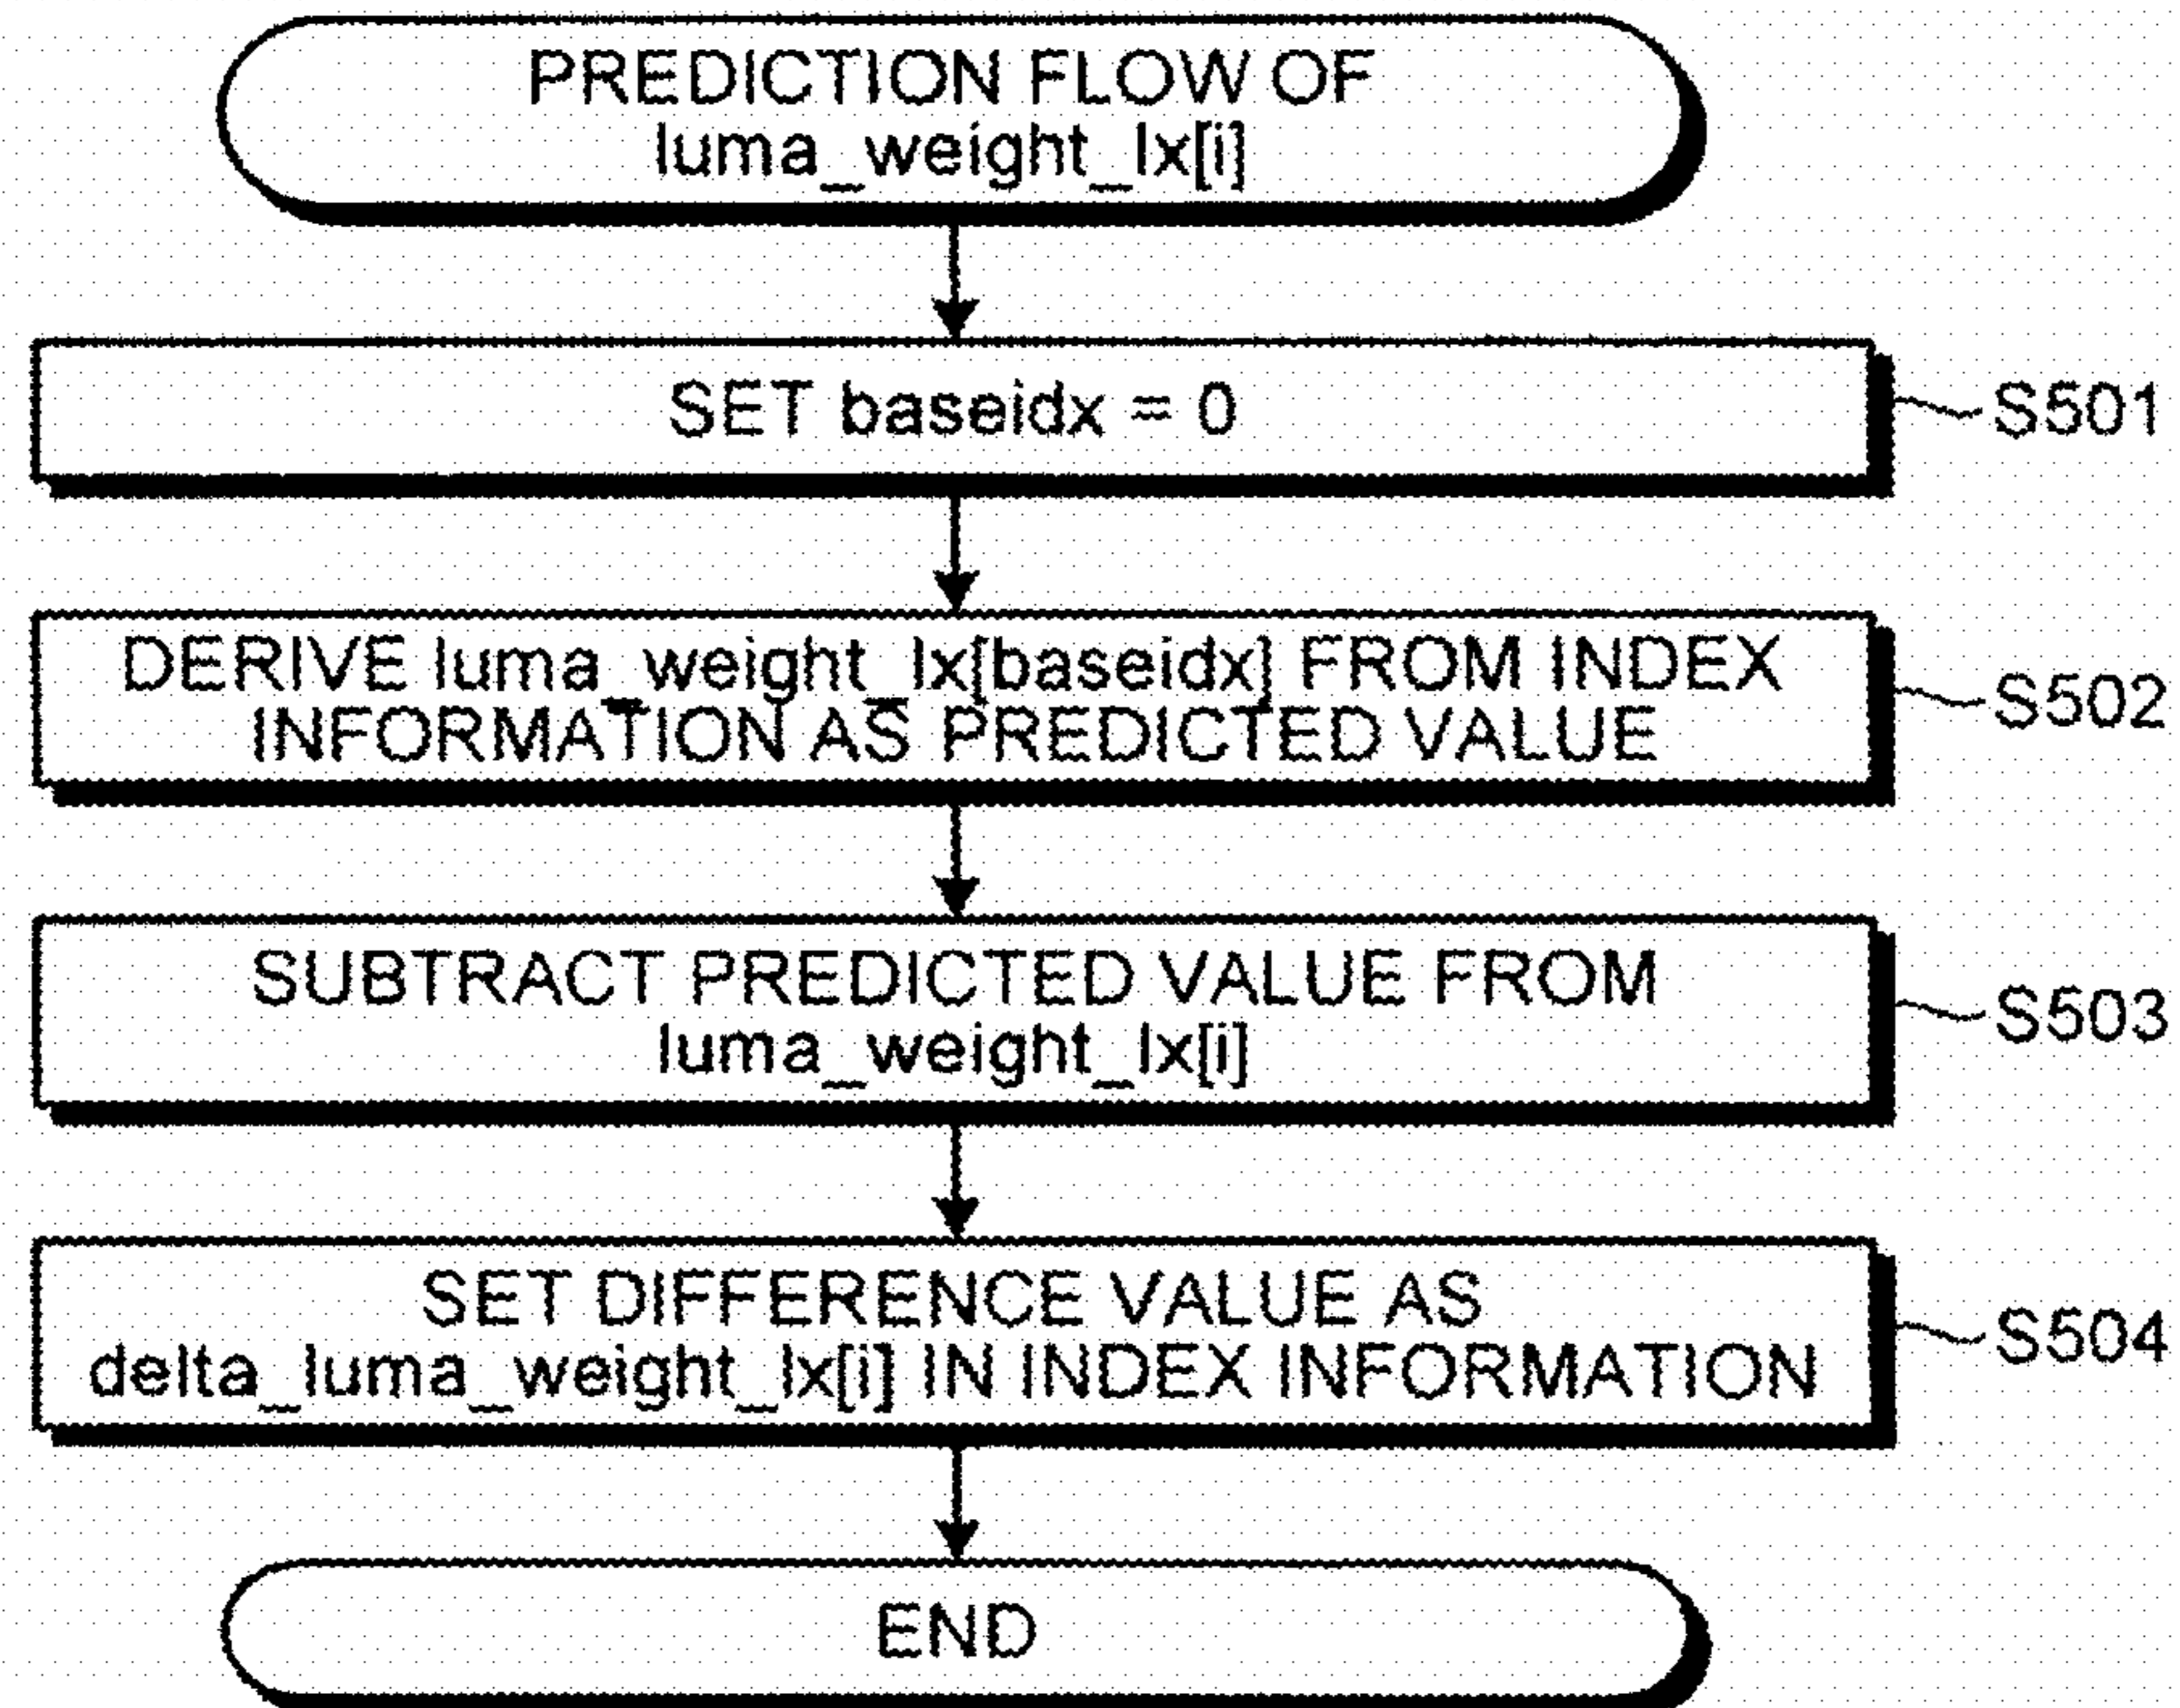 PREDICTION FLOW OF
luma_weight_lx[i]
SET baseidx = 0
S501
DERIVE luma_weight_lx[baseidx] FROM INDEX
INFORMATION AS PREDICTED VALUE
S502
SUBTRACT PREDICTED VALUE FROM
luma_weight_lx[i]
S503
SET DIFFERENCE VALUE AS
delta_luma_weight_lx[i] IN INDEX INFORMATION
S504
END